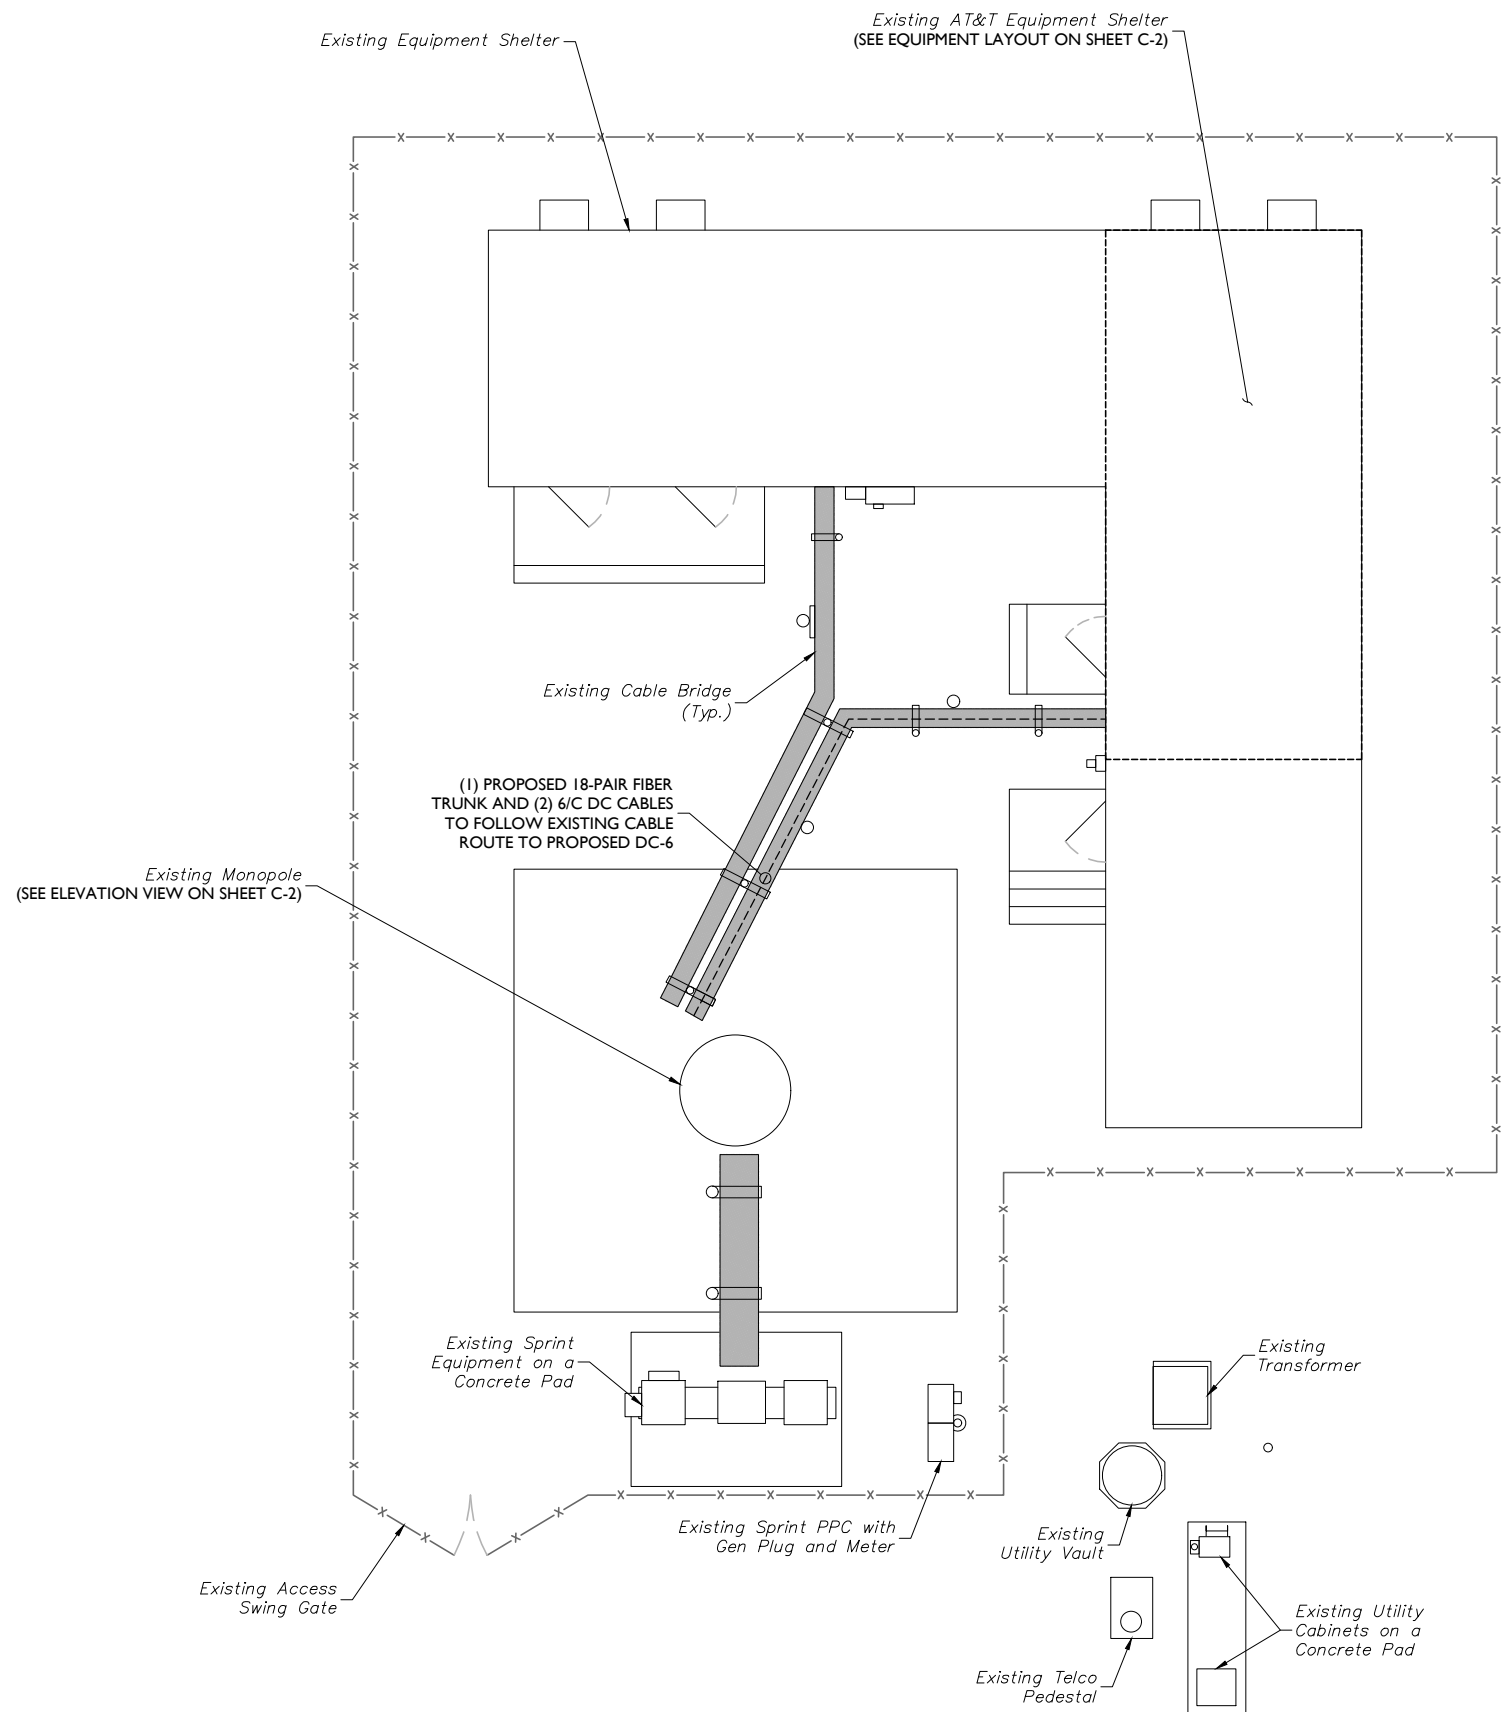 Existing AT&T Equipment Shelter
(SEE EQUIPMENT LAYOUT ON SHEET C-2)
Existing Equipment Shelter
Existing Cable Bridge
(Typ.)
(1) PROPOSED 18-PAIR FIBER
TRUNK AND (2) 6/C DC CABLES
TO FOLLOW EXISTING CABLE
ROUTE TO PROPOSED DC-6
Existing Monopole
(SEE ELEVATION VIEW ON SHEET C-2)
Existing Sprint
Equipment on a
Concrete Pad
Existing
Transformer
Existing Sprint PPC with
Gen Plug and Meter
Existing
Utility Vault
Existing Access
Swing Gate
Existing Utility
Cabinets on a
Concrete Pad
Existing Telco
Pedestal